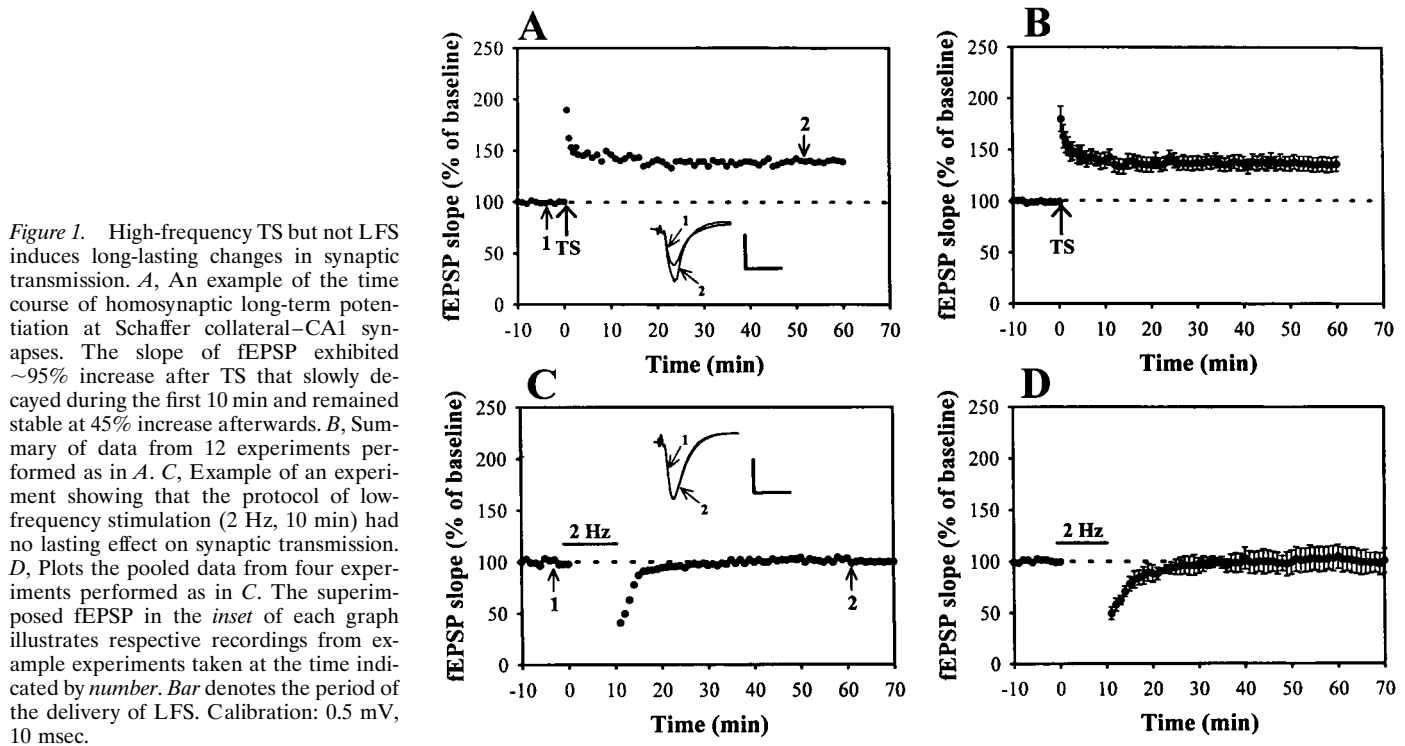 Figure 1. High-frequency TS but not LFS
induces long-lasting changes in synaptic
transmission. A, An example of the time
course of homosynaptic long-term poten-
tiation at Schaffer collateral–CA1 syn-
apses. The slope of fEPSP exhibited
~95% increase after TS that slowly de-
cayed during the first 10 min and remained
stable at 45% increase afterwards. B, Sum-
mary of data from 12 experiments per-
formed as in A. C, Example of an experi-
ment showing that the protocol of low-
frequency stimulation (2 Hz, 10 min) had
no lasting effect on synaptic transmission.
D, Plots the pooled data from four exper-
iments performed as in C. The superim-
posed fEPSP in the inset of each graph
illustrates respective recordings from ex-
ample experiments taken at the time indi-
cated by number. Bar denotes the period of
the delivery of LFS. Calibration: 0.5 mV,
10 msec.
A
fEPSP slope (% of baseline)
250
200
150
100
50
0
2
1
TS
1
2
-10 0 10 20 30 40 50 60 70
Time (min)
B
fEPSP slope (% of baseline)
250
200
150
100
50
0
TS
-10 0 10 20 30 40 50 60 70
Time (min)
C
fEPSP slope (% of baseline)
250
200
150
100
50
0
1
2
2 Hz
1
2
-10 0 10 20 30 40 50 60 70
Time (min)
D
fEPSP slope (% of baseline)
250
200
150
100
50
0
2 Hz
-10 0 10 20 30 40 50 60 70
Time (min)